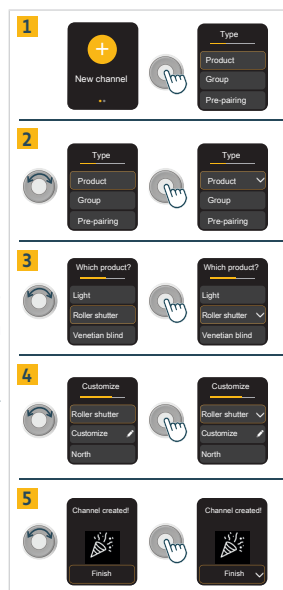 1
New channel
Type
Product
Group
Pre-pairing
2
Type
Product
Group
Pre-pairing
Type
Product
Group
Pre-pairing
3
Which product?
Light
Roller shutter
Venetian blind
Which product?
Light
Roller shutter
Venetian blind
4
Customize
Roller shutter
Customize
North
Customize
Roller shutter
Customize
North
5
Channel created!
Finish
Channel created!
Finish